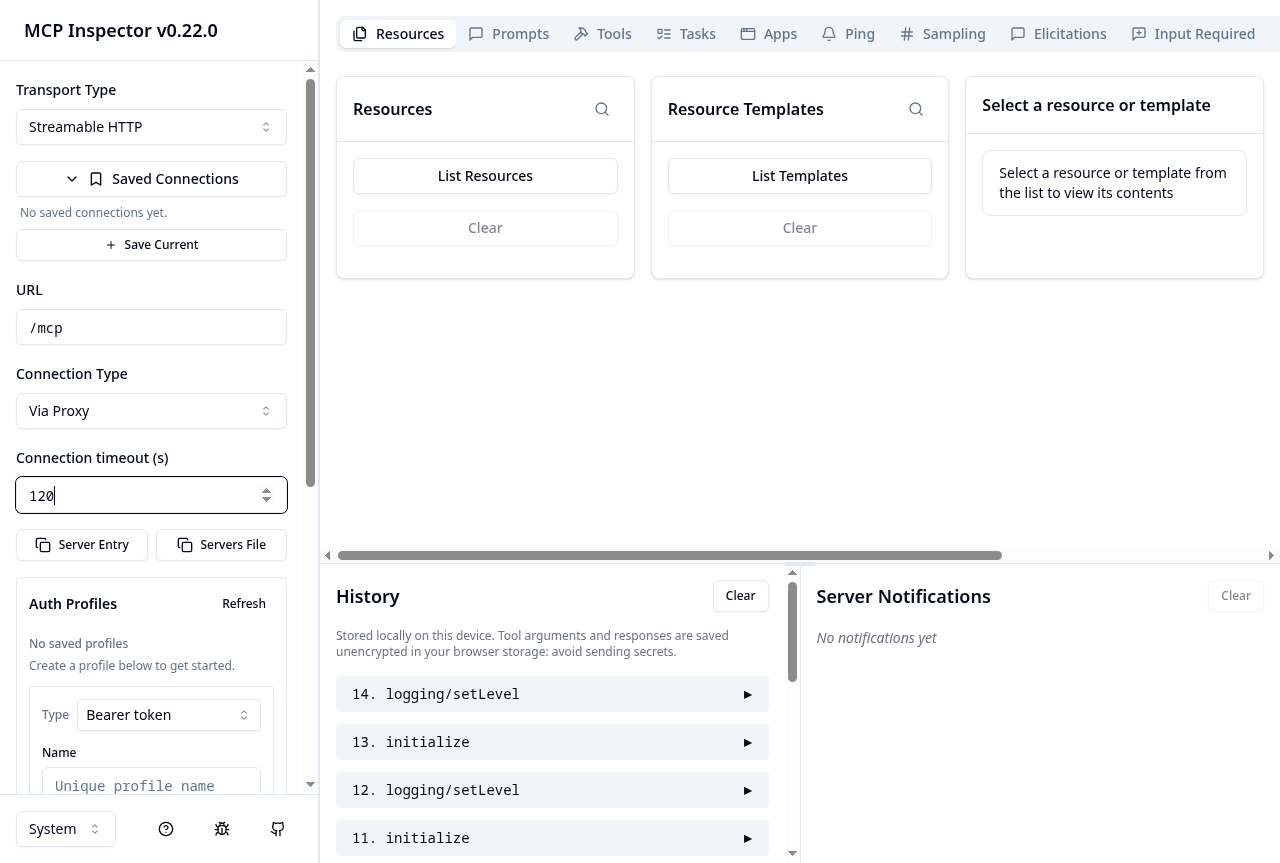 MCP Inspector v0.22.0
Transport Type
Streamable HTTP
Saved Connections
No saved connections yet.
Save Current
URL
/mcp
Connection Type
Via Proxy
Connection timeout (s)
120
Server Entry
Servers File
Auth Profiles
Refresh
No saved profiles
Create a profile below to get started.
Type
Bearer token
Name
Unique profile name
System
Resources
Prompts
Tools
Tasks
Apps
Ping
Sampling
Elicitations
Input Required
Resources
List Resources
Clear
Resource Templates
List Templates
Clear
Select a resource or template
Select a resource or template from
the list to view its contents
History
Clear
Stored locally on this device. Tool arguments and responses are saved
unencrypted in your browser storage: avoid sending secrets.
14. logging/setLevel
13. initialize
12. logging/setLevel
11. initialize
Server Notifications
Clear
No notifications yet